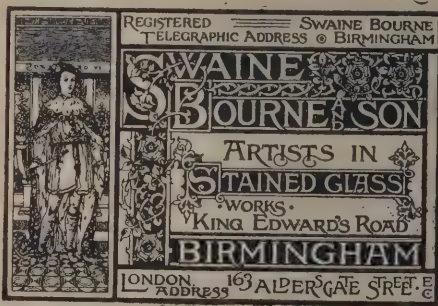 REGISTERED SWAINE BOURNE
TELEGRAPHIC ADDRESS BIRMINGHAM
SWAINE
BOURNE AND SON
ARTISTS IN
STAINED GLASS
WORKS.
KING EDWARD'S ROAD
BIRMINGHAM
LONDON ADDRESS 163 ALDERSGATE STREET. E.C